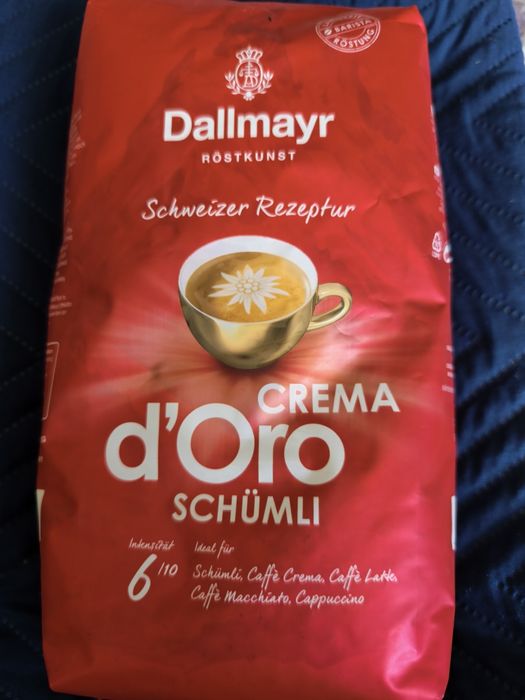 BARISTA
RÖSTUNG
Dallmayr
RÖSTKUNST
Schweizer Rezeptur
CREMA
d'Oro
SCHÜMLI
Intensität
6/10
Ideal für
Schümli, Caffè Crema, Caffè Latte,
Caffè Macchiato, Cappuccino